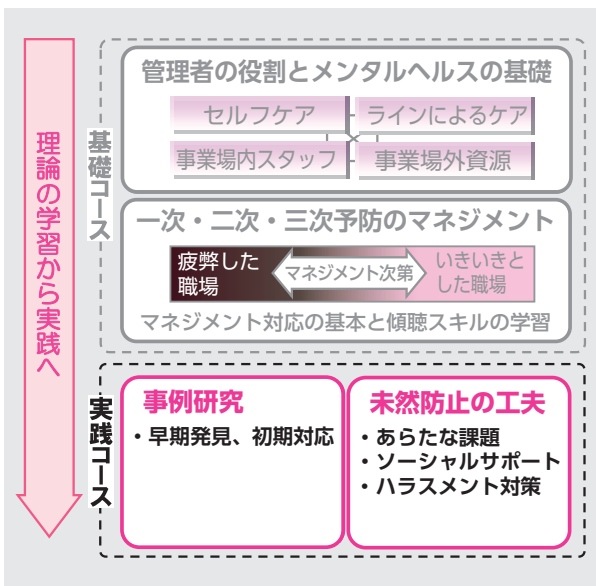 理論の学習から実践へ
基礎コース
管理者の役割とメンタルヘルスの基礎
セルフケア
ラインによるケア
事業場内スタッフ
事業場外資源
一次・二次・三次予防のマネジメント
疲弊した
職場
マネジメント次第
いきいきと
した職場
マネジメント対応の基本と傾聴スキルの学習
実践コース
事例研究
・早期発見、初期対応
未然防止の工夫
・あらたな課題
・ソーシャルサポート
・ハラスメント対策